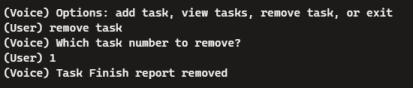 (Voice) Options: add task, view tasks, remove task, or exit
(User) remove task
(Voice) Which task number to remove?
(User) 1
(Voice) Task Finish report removed